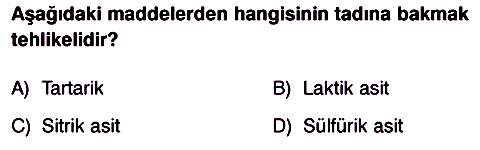 Aşağıdaki maddelerden hangisinin tadına bakmak
tehlikelidir?
A) Tartarik
B) Laktik asit
C) Sitrik asit
D) Sülfürik asit